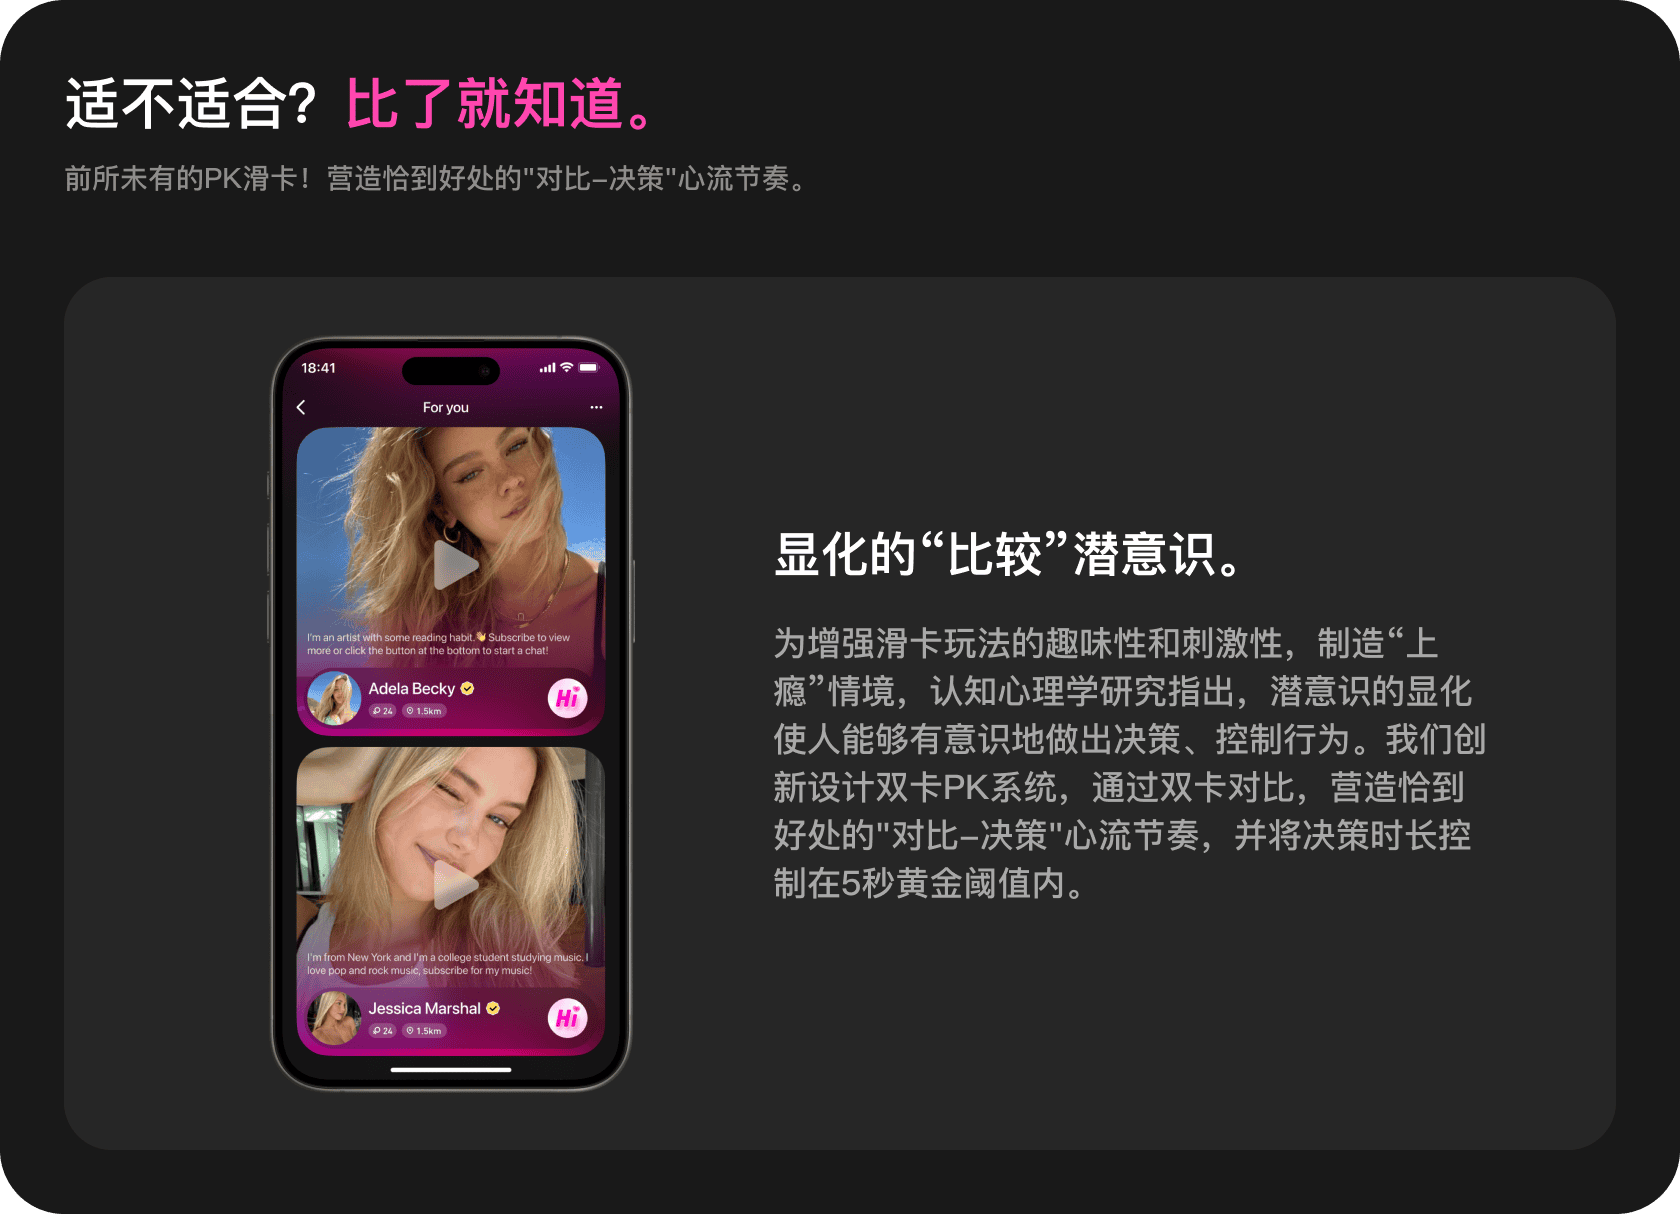 适不适合？比了就知道。
前所未有的PK滑卡！营造恰到好处的"对比–决策"心流节奏。
18:41
For you
I'm an artist with some reading habit.👋 Subscribe to view
more or click the button at the bottom to start a chat!
Adela Becky
24 1.5km
Hi
I'm from New York and I'm a college student studying music. I
love pop and rock music, subscribe for my music!
Jessica Marshal
24 1.5km
Hi
显化的“比较”潜意识。
为增强滑卡玩法的趣味性和刺激性，制造“上
瘾”情境，认知心理学研究指出，潜意识的显化
使人能够有意识地做出决策、控制行为。我们创
新设计双卡PK系统，通过双卡对比，营造恰到
好处的"对比–决策"心流节奏，并将决策时长控
制在5秒黄金阈值内。